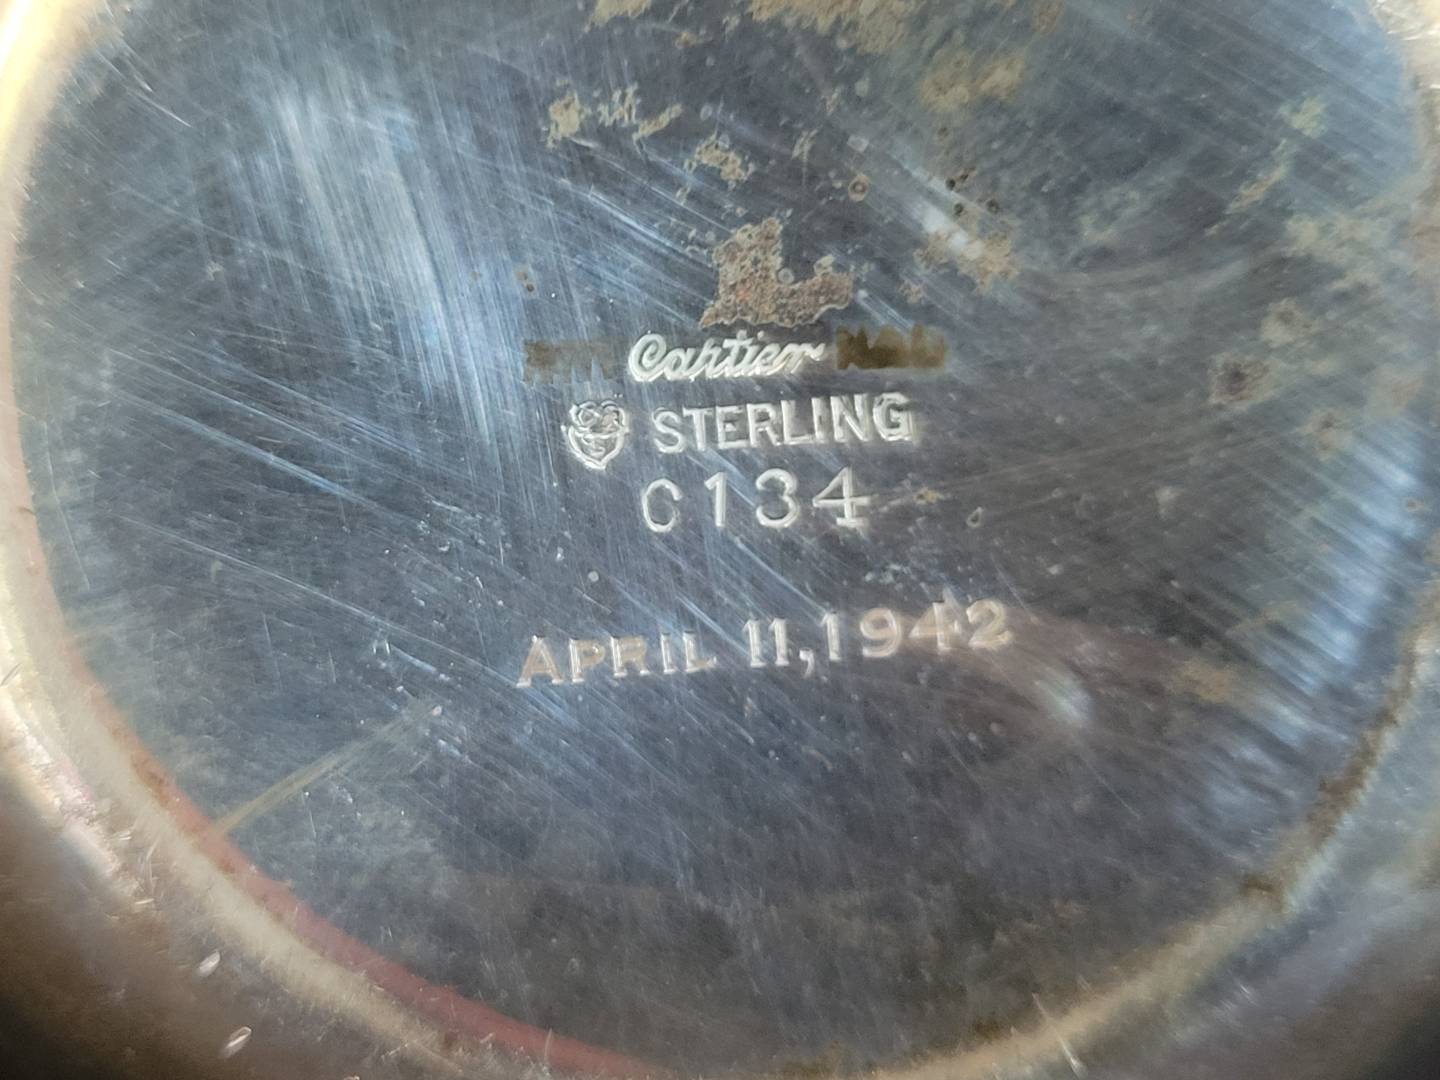 Cartier
STERLING
C134
APRIL 11, 1942